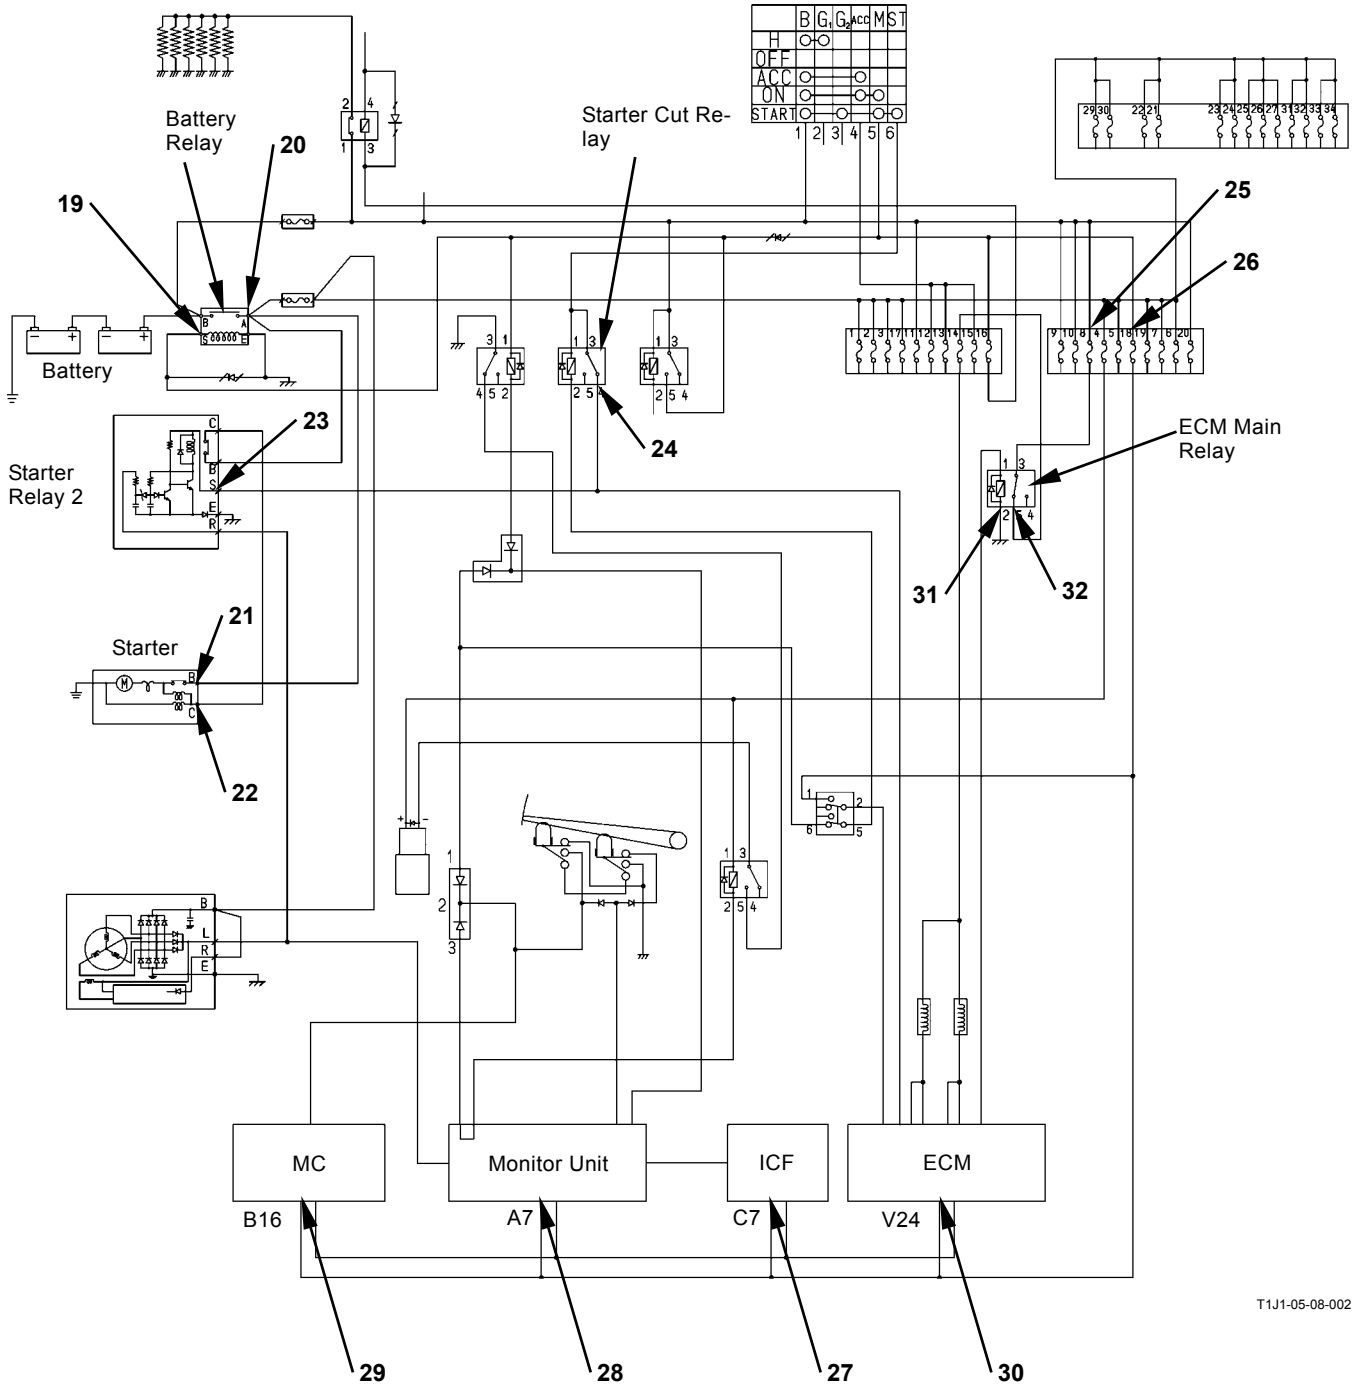 B G1 G2 ACC M ST
H
OFF
ACC
ON
START
1 2 3 4 5 6
29 30 22 21 23 24 25 26 27 31 32 33 34
2 4
1 3
Battery
Relay
20
19
Starter Cut Re-
lay
25
26
B A
S E
- + - +
Battery
3 1
4 5 2
1 3
2 5 4
1 3
2 5 4
24
1 2 3 17 11 12 13 14 15 16
9 10 8 4 5 18 19 7 6 20
Starter
Relay 2
C
B
S
E
R
23
ECM Main
Relay
1 3
2 5 4
31
32
Starter
M
B
C
21
22
1 2
6 5
+ -
1
2
3
1 3
2 5 4
B
L
R
E
MC
B16
Monitor Unit
A7
ICF
C7
ECM
V24
T1J1-05-08-002
29
28
27
30